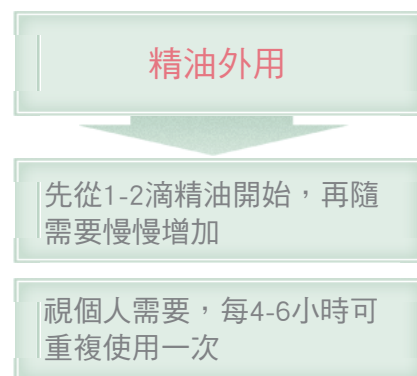 精油外用
先從1-2滴精油開始，再隨
需要慢慢增加
視個人需要，每4-6小時可
重複使用一次